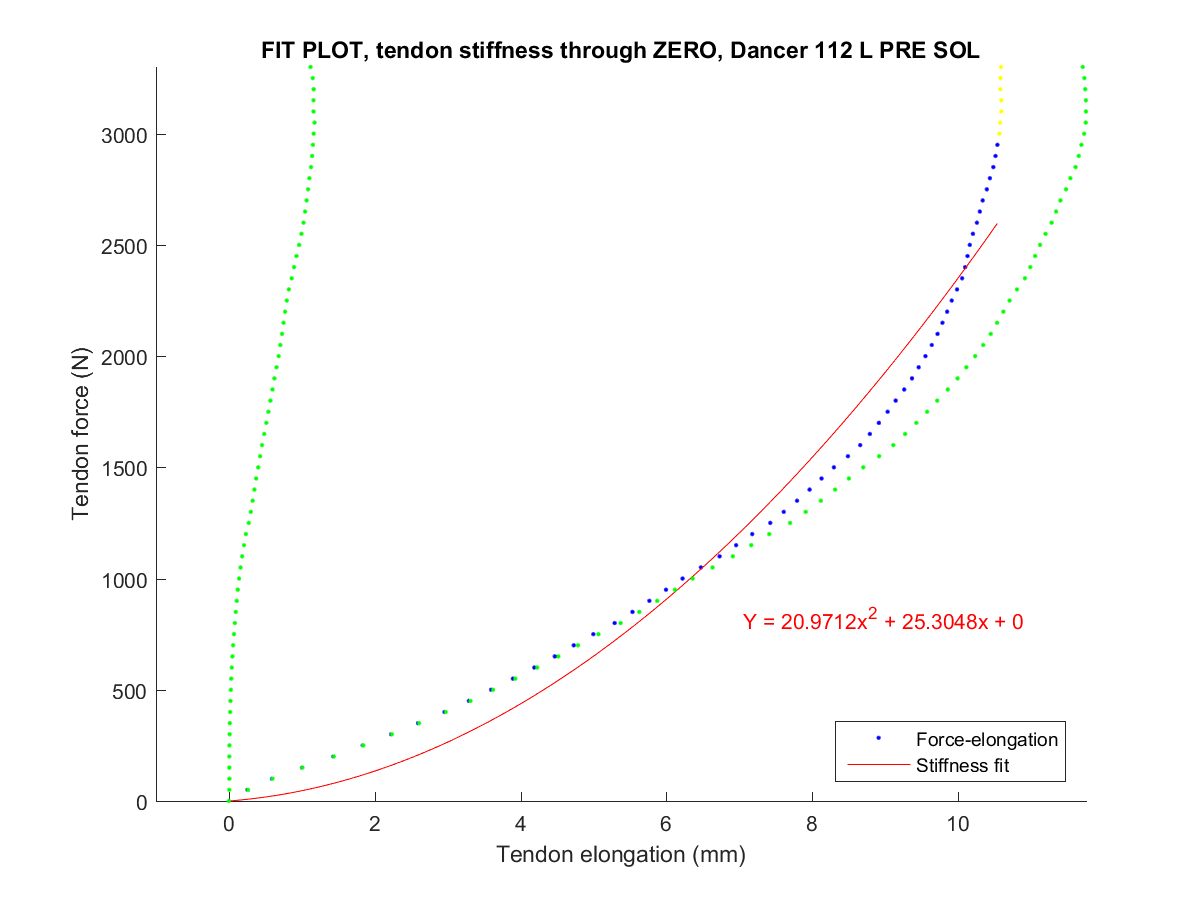 FIT PLOT, tendon stiffness through ZERO, Dancer 112 L PRE SOL
3000
2500
2000
1500
1000
500
0
Tendon force (N)
Y = 20.9712x² + 25.3048x + 0
Force-elongation
Stiffness fit
0 2 4 6 8 10
Tendon elongation (mm)